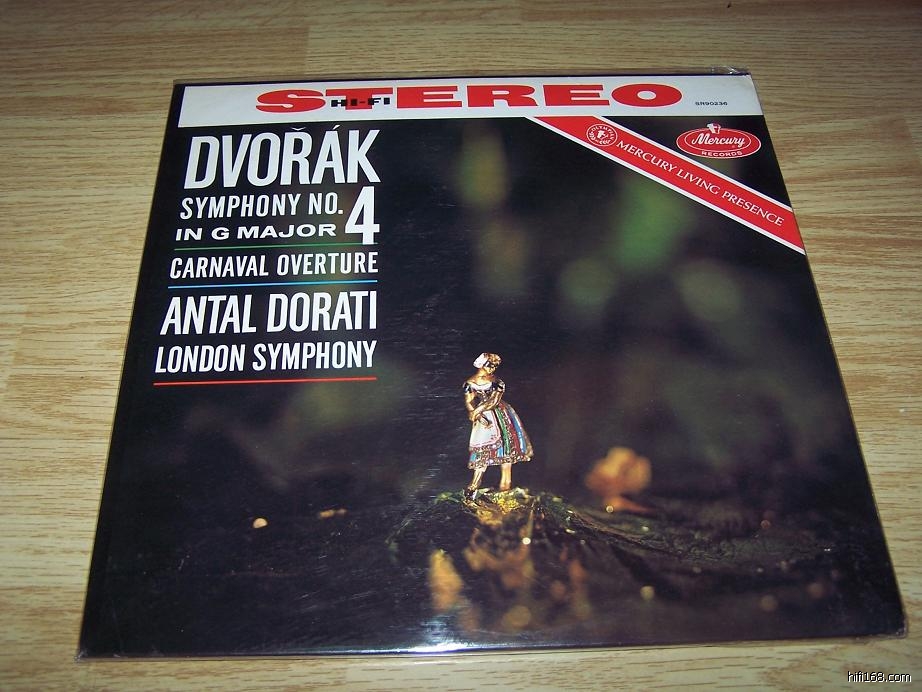 STEREO
HI-FI
SR90236
DVOŘÁK
SYMPHONY NO. 4
IN G MAJOR
CARNAVAL OVERTURE
ANTAL DORATI
LONDON SYMPHONY
MERCURY LIVING PRESENCE
Mercury
RECORDS
hifi168.com